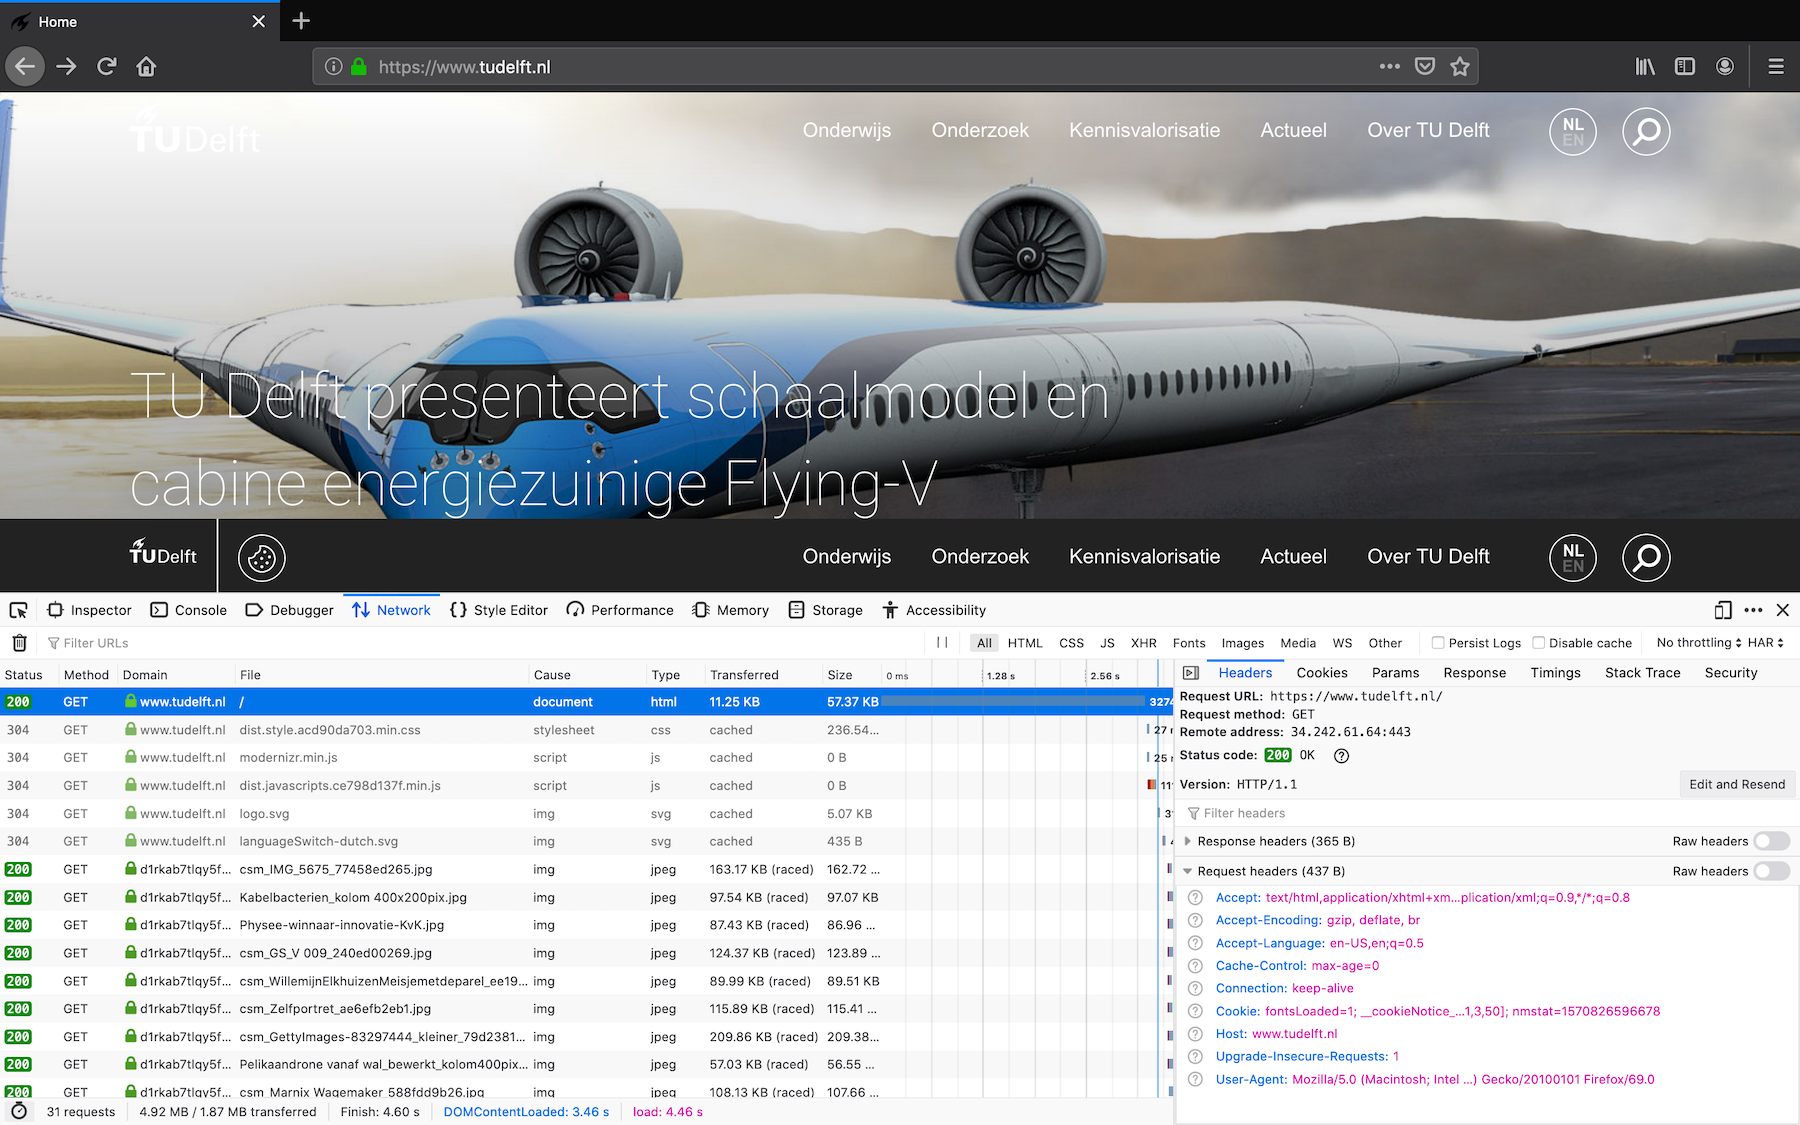 Home
https://www.tudelft.nl
TU Delft
Onderwijs Onderzoek Kennisvalorisatie Actueel Over TU Delft NL EN
TU Delft presenteert schaalmodel en
cabine energiezuinige Flying-V
TU Delft Onderwijs Onderzoek Kennisvalorisatie Actueel Over TU Delft NL EN
Inspector Console Debugger Network Style Editor Performance Memory Storage Accessibility
Filter URLs All HTML CSS JS XHR Fonts Images Media WS Other Persist Logs Disable cache No throttling HAR
Status Method Domain File Cause Type Transferred Size 0 ms 1.28 s 2.56 s
200 GET www.tudelft.nl / document html 11.25 KB 57.37 KB 3274
304 GET www.tudelft.nl dist.style.acd90da703.min.css stylesheet css cached 236.54… 27
304 GET www.tudelft.nl modernizr.min.js script js cached 0 B 25
304 GET www.tudelft.nl dist.javascripts.ce798d137f.min.js script js cached 0 B 11
304 GET www.tudelft.nl logo.svg img svg cached 5.07 KB 3
304 GET www.tudelft.nl languageSwitch-dutch.svg img svg cached 435 B
200 GET d1rkab7tlqy5f… csm_IMG_5675_77458ed265.jpg img jpeg 163.17 KB (raced) 162.72 …
200 GET d1rkab7tlqy5f… Kabelbacterien_kolom 400x200pix.jpg img jpeg 97.54 KB (raced) 97.07 KB
200 GET d1rkab7tlqy5f… Physee-winnaar-innovatie-KvK.jpg img jpeg 87.43 KB (raced) 86.96 …
200 GET d1rkab7tlqy5f… csm_GS_V 009_240ed00269.jpg img jpeg 124.37 KB (raced) 123.89 …
200 GET d1rkab7tlqy5f… csm_WillemijnElkhuizenMeisjemetdeparel_ee19… img jpeg 89.99 KB (raced) 89.51 KB
200 GET d1rkab7tlqy5f… csm_Zelfportret_ae6efb2eb1.jpg img jpeg 115.89 KB (raced) 115.41 …
200 GET d1rkab7tlqy5f… csm_GettyImages-83297444_kleiner_79d2381… img jpeg 209.86 KB (raced) 209.38…
200 GET d1rkab7tlqy5f… Pelikaandrone vanaf wal_bewerkt_kolom400pix… img jpeg 57.03 KB (raced) 56.55 …
200 GET d1rkab7tlqy5f… csm_Marnix Wagemaker_588fdd9b26.jpg img jpeg 108.13 KB (raced) 107.66 …
31 requests 4.92 MB / 1.87 MB transferred Finish: 4.60 s DOMContentLoaded: 3.46 s load: 4.46 s
Headers Cookies Params Response Timings Stack Trace Security
Request URL: https://www.tudelft.nl/
Request method: GET
Remote address: 34.242.61.64:443
Status code: 200 OK
Version: HTTP/1.1 Edit and Resend
Filter headers
Response headers (365 B) Raw headers
Request headers (437 B) Raw headers
Accept: text/html,application/xhtml+xm…plication/xml;q=0.9,*/*;q=0.8
Accept-Encoding: gzip, deflate, br
Accept-Language: en-US,en;q=0.5
Cache-Control: max-age=0
Connection: keep-alive
Cookie: fontsLoaded=1; __cookieNotice_…1,3,50]; nmstat=1570826596678
Host: www.tudelft.nl
Upgrade-Insecure-Requests: 1
User-Agent: Mozilla/5.0 (Macintosh; Intel …) Gecko/20100101 Firefox/69.0